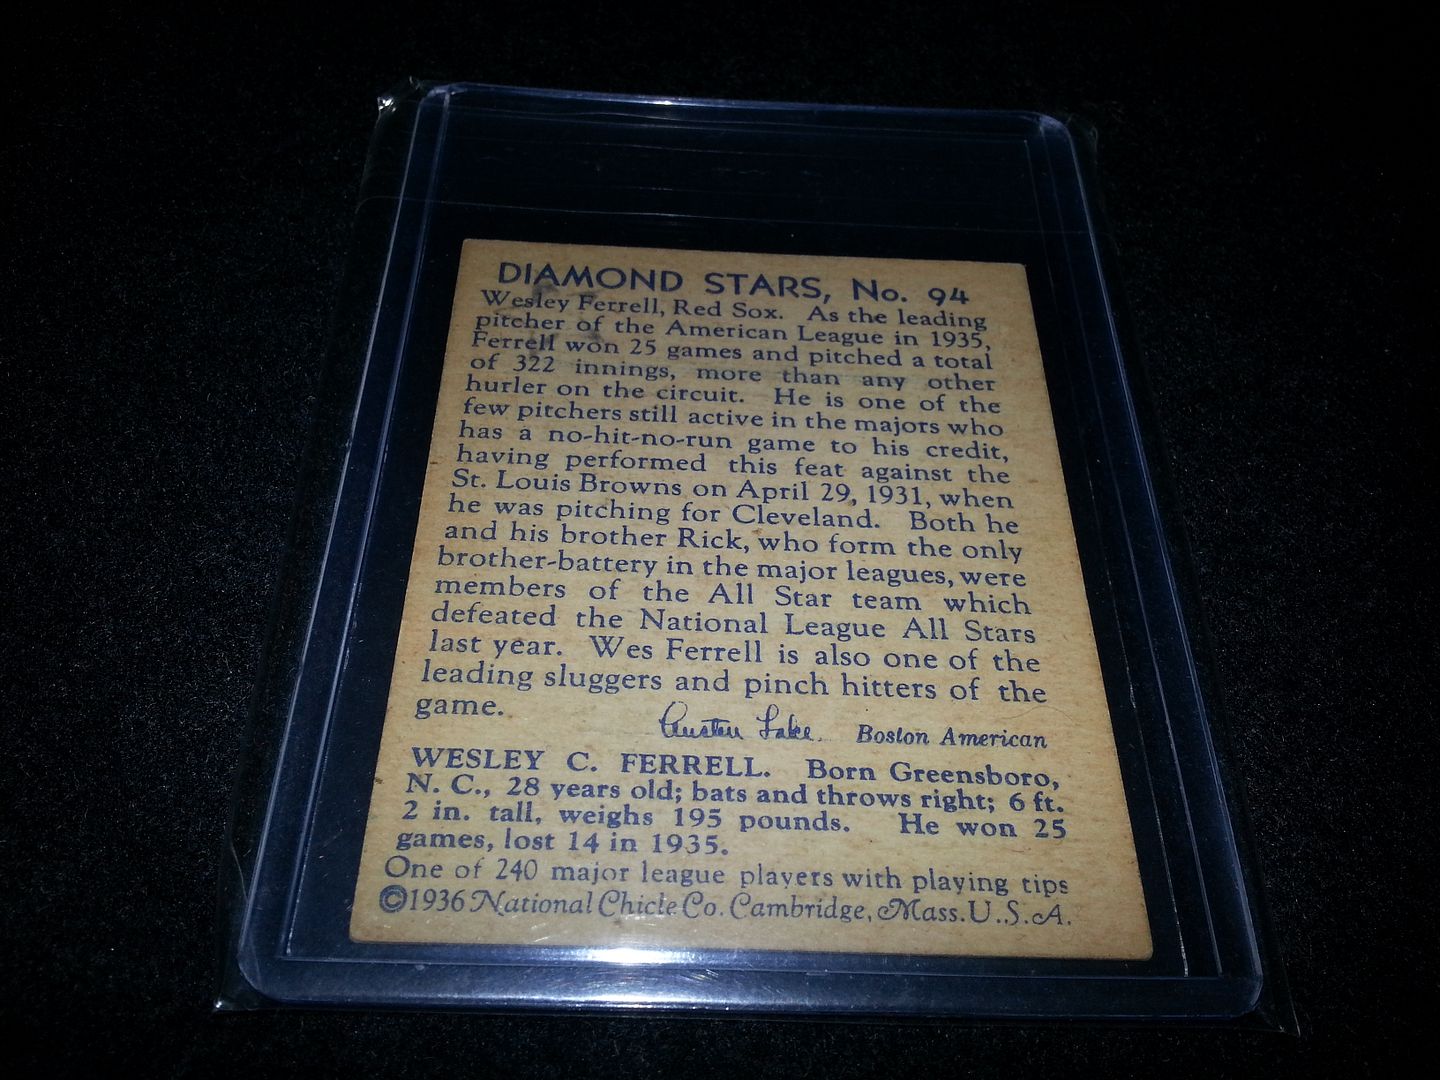 DIAMOND STARS, No. 94
Wesley Ferrell, Red Sox. As the leading
pitcher of the American League in 1935,
Ferrell won 25 games and pitched a total
of 322 innings, more than any other
hurler on the circuit. He is one of the
few pitchers still active in the majors who
has a no-hit-no-run game to his credit,
having performed this feat against the
St. Louis Browns on April 29, 1931, when
he was pitching for Cleveland. Both he
and his brother Rick, who form the only
brother-battery in the major leagues, were
members of the All Star team which
defeated the National League All Stars
last year. Wes Ferrell is also one of the
leading sluggers and pinch hitters of the
game.
Austen Lake. Boston American
WESLEY C. FERRELL. Born Greensboro,
N. C., 28 years old; bats and throws right; 6 ft.
2 in. tall, weighs 195 pounds. He won 25
games, lost 14 in 1935.
One of 240 major league players with playing tips
©1936 National Chicle Co. Cambridge, Mass. U.S.A.